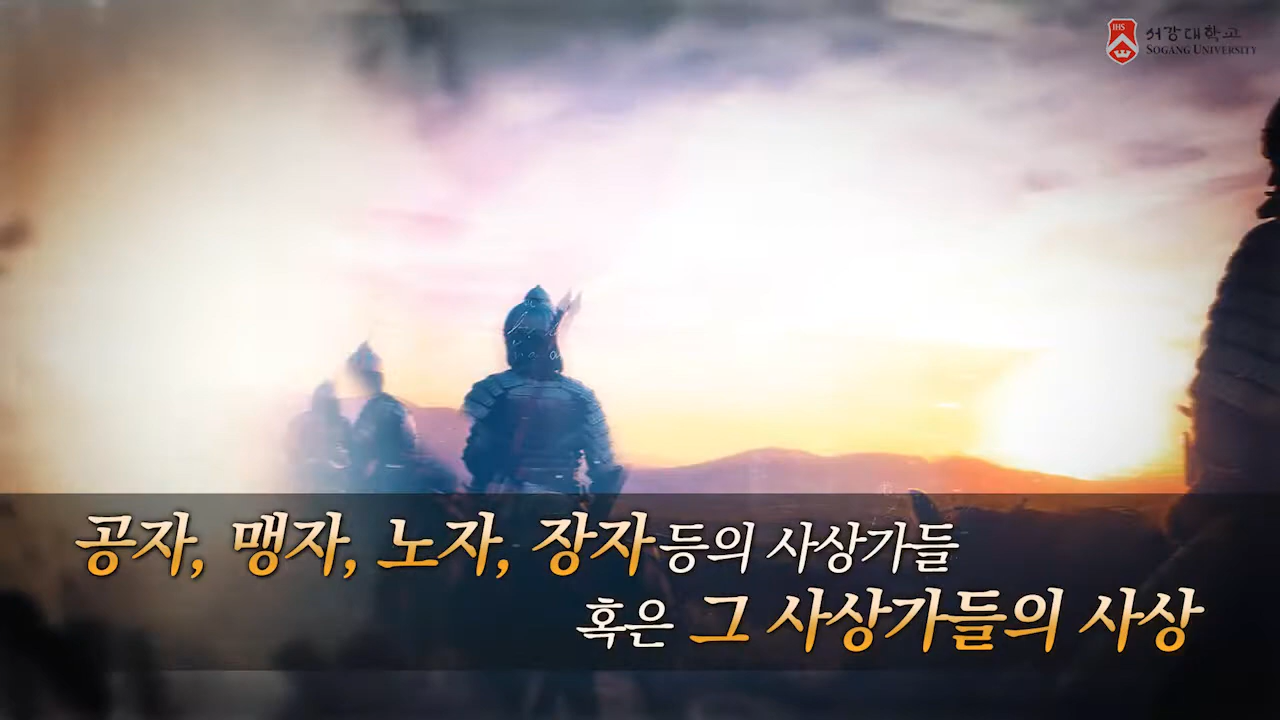 IHS
서강대학교
SOGANG UNIVERSITY
공자, 맹자, 노자, 장자 등의 사상가들
혹은 그 사상가들의 사상